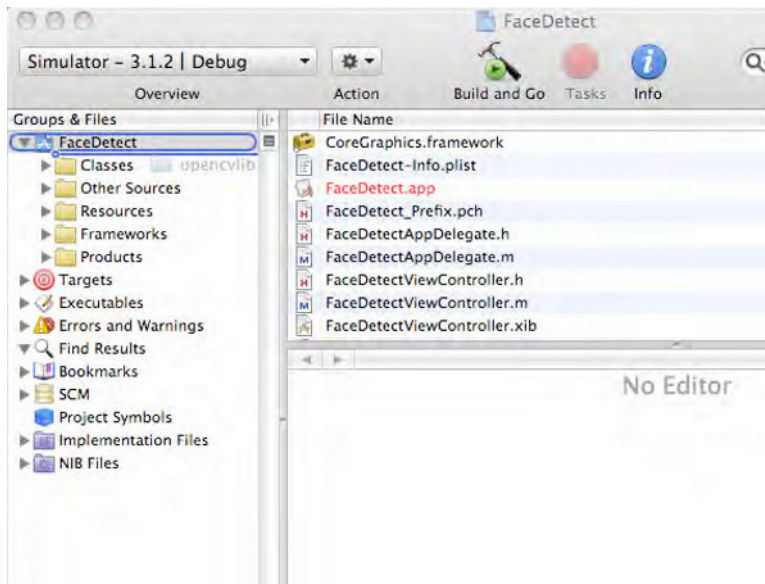 FaceDetect
Simulator – 3.1.2 | Debug
Overview Action Build and Go Tasks Info
Groups & Files
File Name
FaceDetect
Classes opencvlib
Other Sources
Resources
Frameworks
Products
Targets
Executables
Errors and Warnings
Find Results
Bookmarks
SCM
Project Symbols
Implementation Files
NIB Files
CoreGraphics.framework
FaceDetect-Info.plist
FaceDetect.app
FaceDetect_Prefix.pch
FaceDetectAppDelegate.h
FaceDetectAppDelegate.m
FaceDetectViewController.h
FaceDetectViewController.m
FaceDetectViewController.xib
No Editor